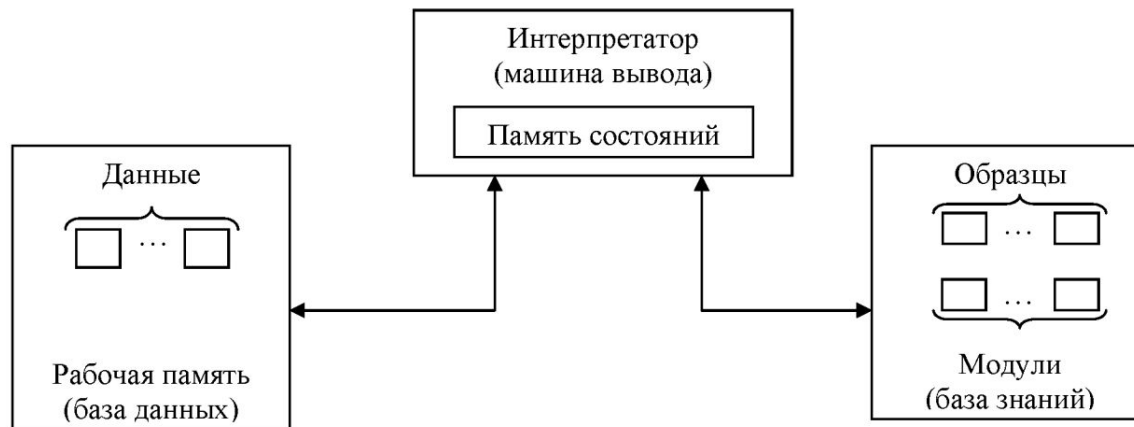 Интерпретатор
(машина вывода)
Память состояний
Данные
...
Рабочая память
(база данных)
Образцы
...
...
Модули
(база знаний)